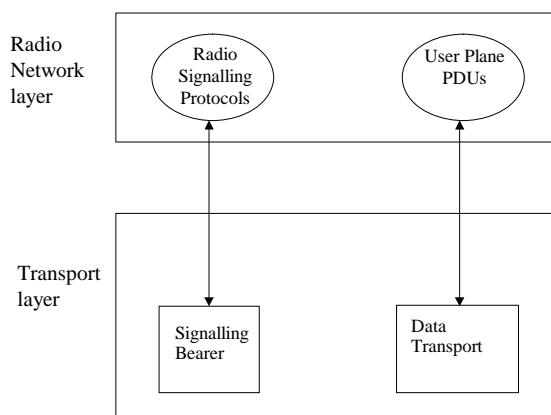 Radio
Network
layer
Radio
Signalling
Protocols
User Plane
PDUs
Transport
layer
Signalling
Bearer
Data
Transport